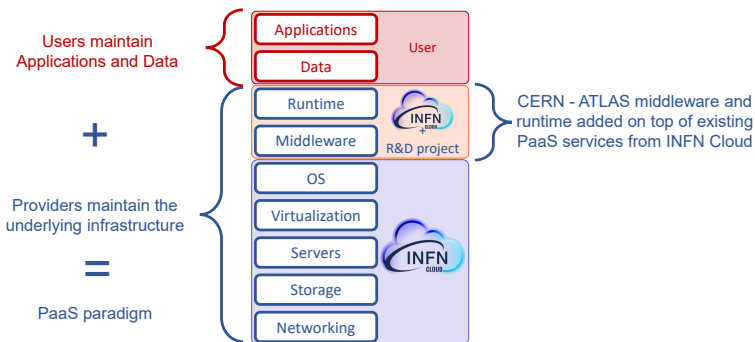 Users maintain
Applications and Data
+
Providers maintain the
underlying infrastructure
=
PaaS paradigm
Applications
Data
User
Runtime
Middleware
INFN
CLOUD
+
R&D project
OS
Virtualization
Servers
Storage
Networking
INFN
CLOUD
CERN - ATLAS middleware and
runtime added on top of existing
PaaS services from INFN Cloud